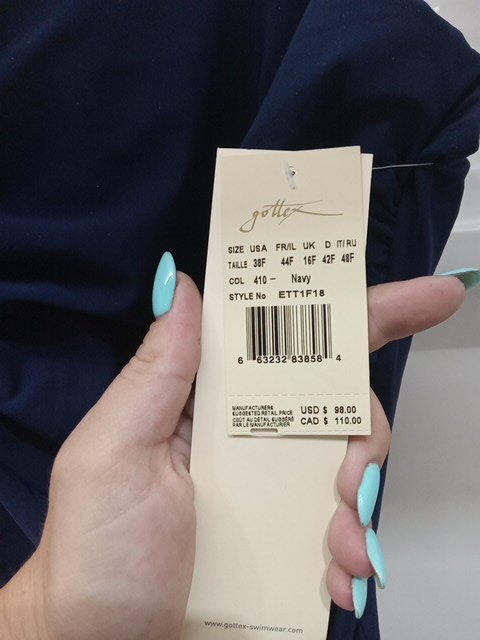 gottex
SIZE USA FR/IL UK D IT/RU
TAILLE 38F 44F 16F 42F 48F
COL 410 - Navy
STYLE No ETT1F18
6 63232 83858 4
MANUFACTURERS
SUGGESTED RETAIL PRICE USD $ 98.00
COUT AU DÉTAIL SUGGÉRÉ CAD $ 110.00
PAR LE MANUFACTURIER
www.gottex-swimwear.com